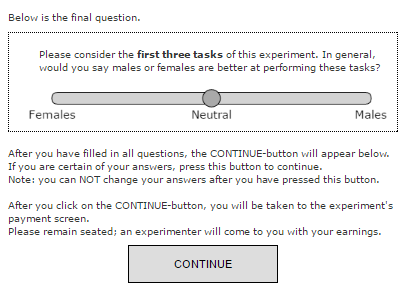 Below is the final question.
Please consider the first three tasks of this experiment. In general,
would you say males or females are better at performing these tasks?
Females Neutral Males
After you have filled in all questions, the CONTINUE-button will appear below.
If you are certain of your answers, press this button to continue.
Note: you can NOT change your answers after you have pressed this button.
After you click on the CONTINUE-button, you will be taken to the experiment's
payment screen.
Please remain seated; an experimenter will come to you with your earnings.
CONTINUE